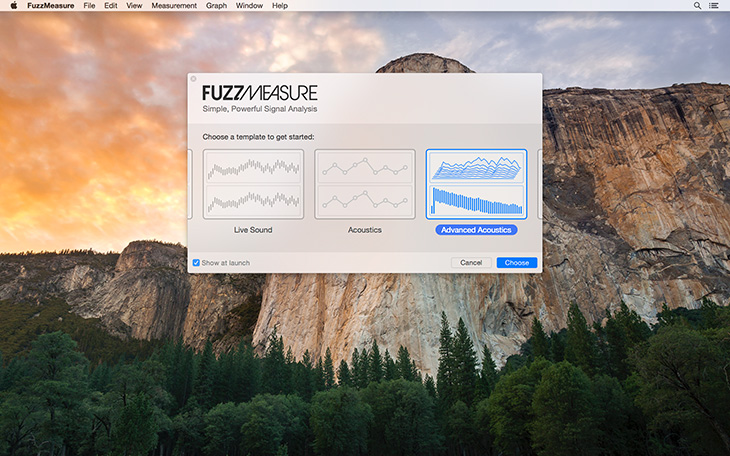 FuzzMeasure File Edit View Measurement Graph Window Help
FUZZMEASURE
Simple, Powerful Signal Analysis
Choose a template to get started:
Live Sound Acoustics Advanced Acoustics
Show at launch Cancel Choose